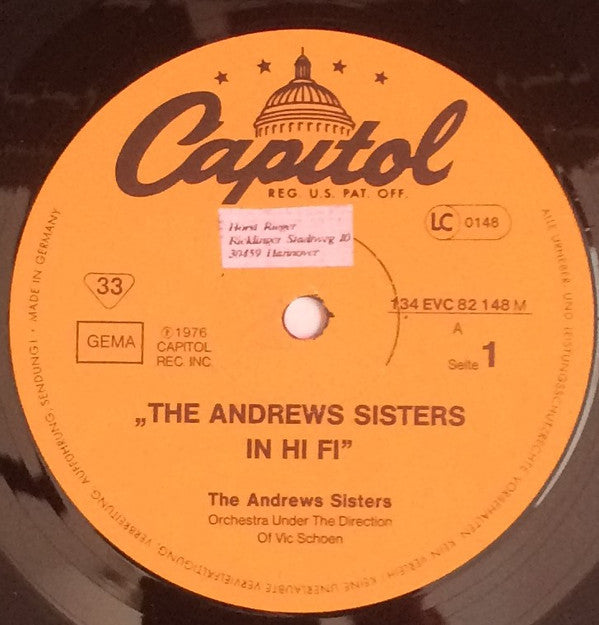 Capitol
REG. U.S. PAT. OFF.
Horst Rieger
Ricklinger Stadtweg
30459 Hannover
LC 0148
33
134 EVC 82 148 M
GEMA
℗ 1976
CAPITOL
REC. INC.
A
Seite 1
„THE ANDREWS SISTERS
IN HI FI”
The Andrews Sisters
Orchestra Under The Direction
Of Vic Schoen
ALLE URHEBER- UND LEISTUNGSSCHUTZRECHTE VORBEHALTEN. KEIN VERLEIH! KEINE UNERLAUBTE VERVIELFÄLTIGUNG, VERBREITUNG, AUFFÜHRUNG, SENDUNG! · MADE IN GERMANY